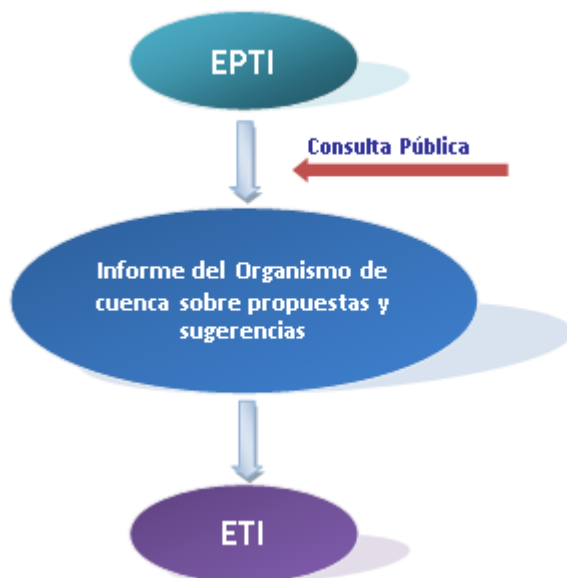 EPTI
Consulta Pública
Informe del Organismo de
cuenca sobre propuestas y
sugerencias
ETI